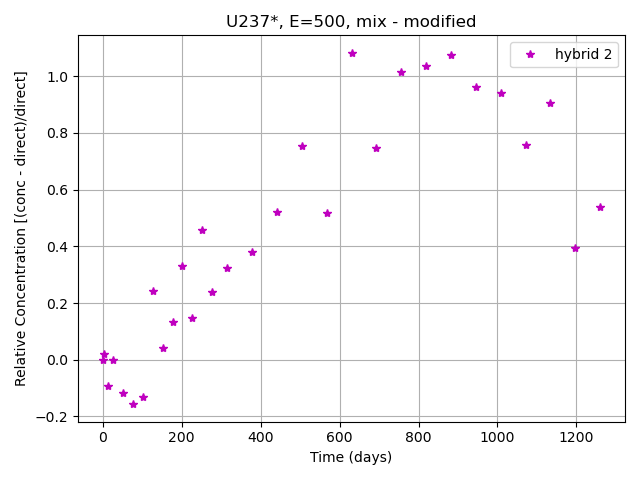 U237*, E=500, mix - modified
hybrid 2
Relative Concentration [(conc - direct)/direct]
1.0
0.8
0.6
0.4
0.2
0.0
−0.2
0 200 400 600 800 1000 1200
Time (days)